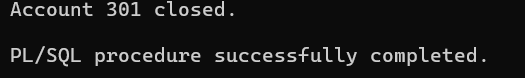 Account 301 closed.
PL/SQL procedure successfully completed.